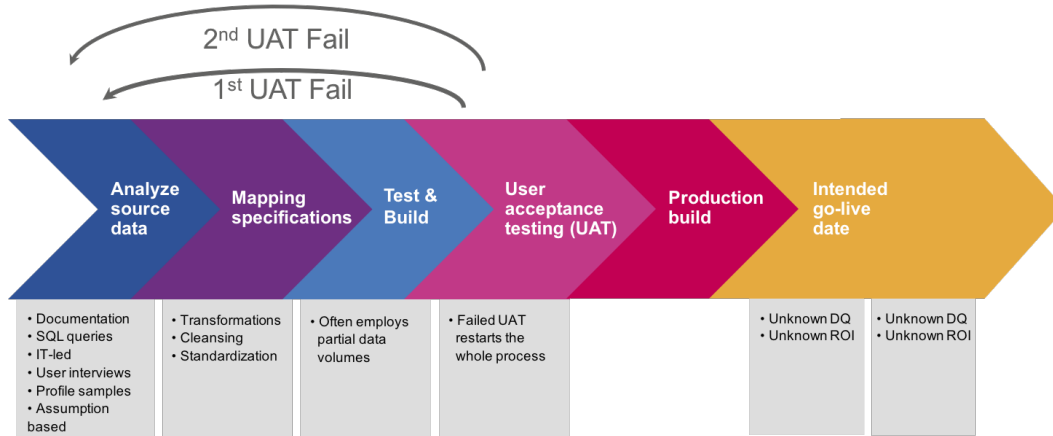 2nd UAT Fail
1st UAT Fail
Analyze
source
data
Mapping
specifications
Test &
Build
User
acceptance
testing (UAT)
Production
build
Intended
go-live
date
• Documentation
• SQL queries
• IT-led
• User interviews
• Profile samples
• Assumption
based
• Transformations
• Cleansing
• Standardization
• Often employs
partial data
volumes
• Failed UAT
restarts the
whole process
• Unknown DQ
• Unknown ROI
• Unknown DQ
• Unknown ROI